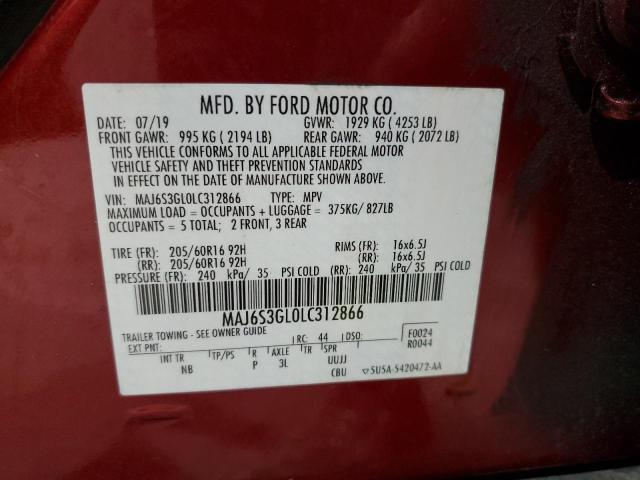 MFD. BY FORD MOTOR CO.
DATE: 07/19 GVWR: 1929 KG ( 4253 LB)
FRONT GAWR: 995 KG ( 2194 LB) REAR GAWR: 940 KG ( 2072 LB)
THIS VEHICLE CONFORMS TO ALL APPLICABLE FEDERAL MOTOR
VEHICLE SAFETY AND THEFT PREVENTION STANDARDS
IN EFFECT ON THE DATE OF MANUFACTURE SHOWN ABOVE.
VIN: MAJ6S3GL0LC312866 TYPE: MPV
MAXIMUM LOAD = OCCUPANTS + LUGGAGE = 375KG/ 827LB
OCCUPANTS = 5 TOTAL; 2 FRONT, 3 REAR
TIRE (FR): 205/60R16 92H RIMS (FR): 16x6.5J
(RR): 205/60R16 92H (RR): 16x6.5J
PRESSURE (FR): 240 kPa/ 35 PSI COLD (RR): 240 kPa/ 35 PSI COLD
MAJ6S3GL0LC312866
TRAILER TOWING - SEE OWNER GUIDE
EXT PNT: RC: 44 DSO: F0024
R0044
INT TR TP/PS R AXLE TR SPR
NB P 3L UUJJ
CBU ▽SU5A-5420472-AA